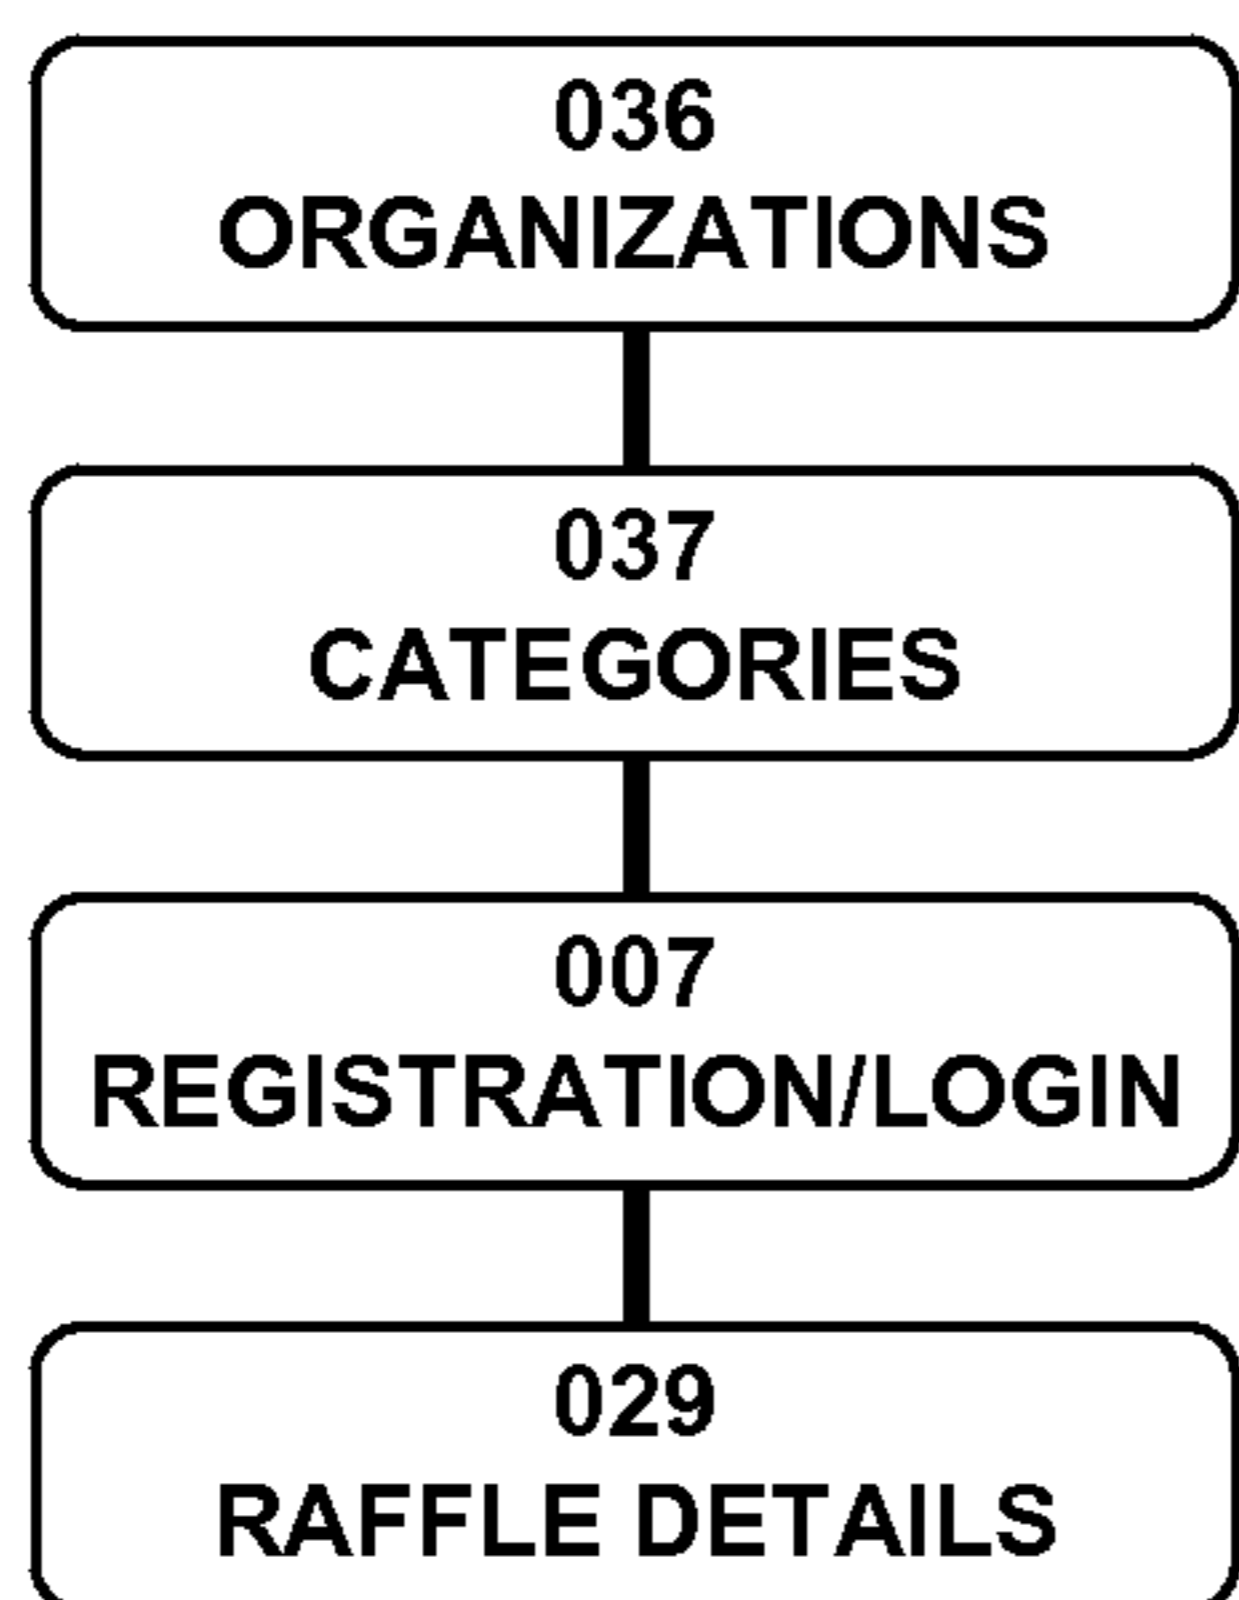 036
ORGANIZATIONS
037
CATEGORIES
007
REGISTRATION/LOGIN
029
RAFFLE DETAILS